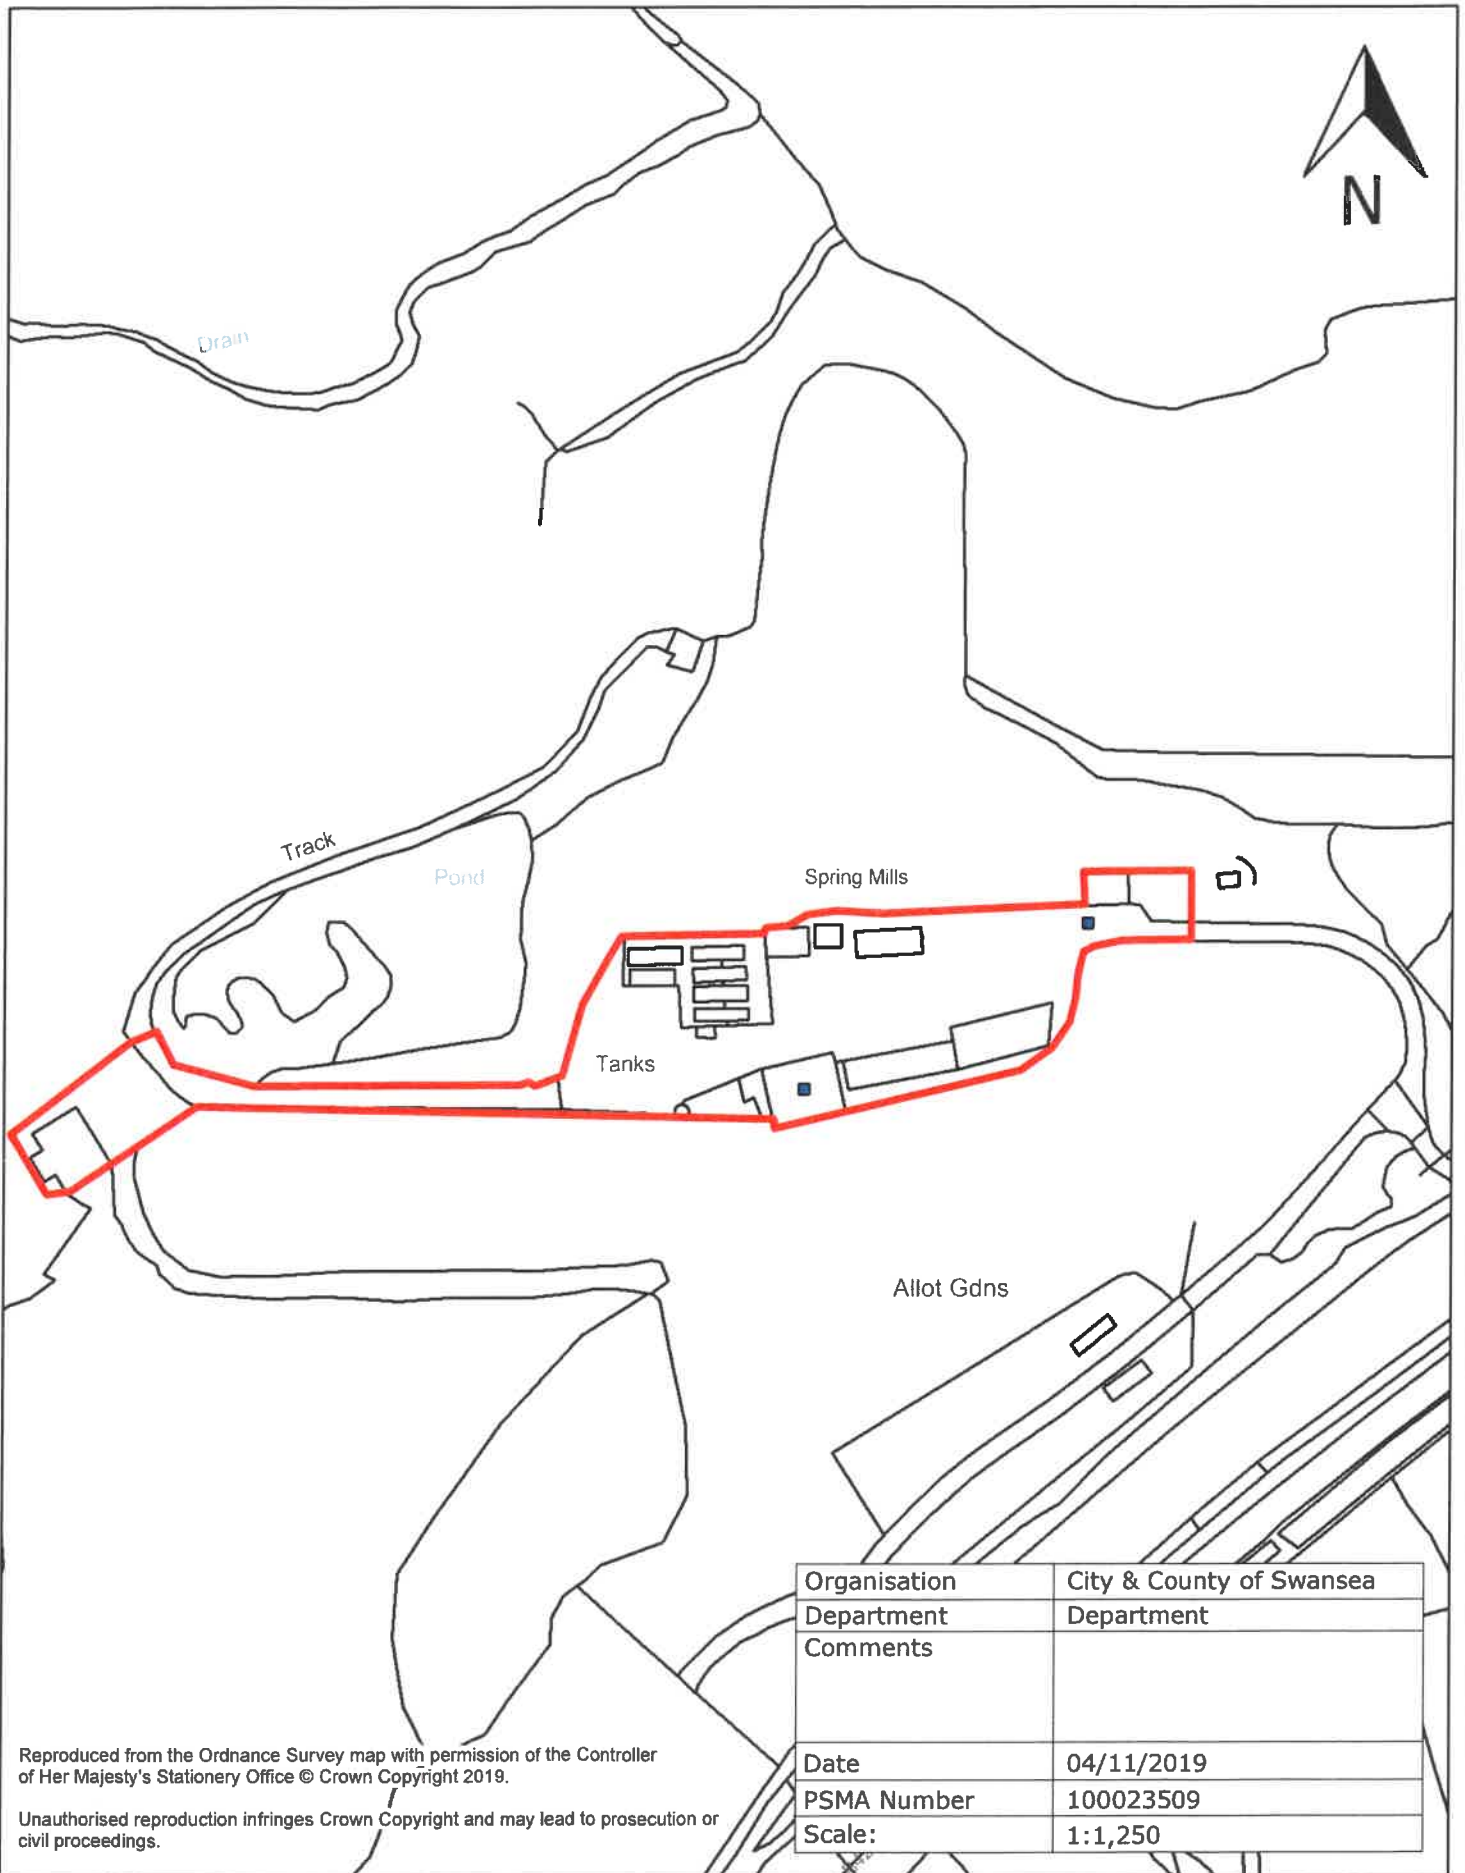 N
Drain
Track
Pond
Spring Mills
Tanks
Allot Gdns
Organisation City & County of Swansea
Department Department
Comments
Date 04/11/2019
PSMA Number 100023509
Scale: 1:1,250
Reproduced from the Ordnance Survey map with permission of the Controller
of Her Majesty's Stationery Office © Crown Copyright 2019.
Unauthorised reproduction infringes Crown Copyright and may lead to prosecution or
civil proceedings.